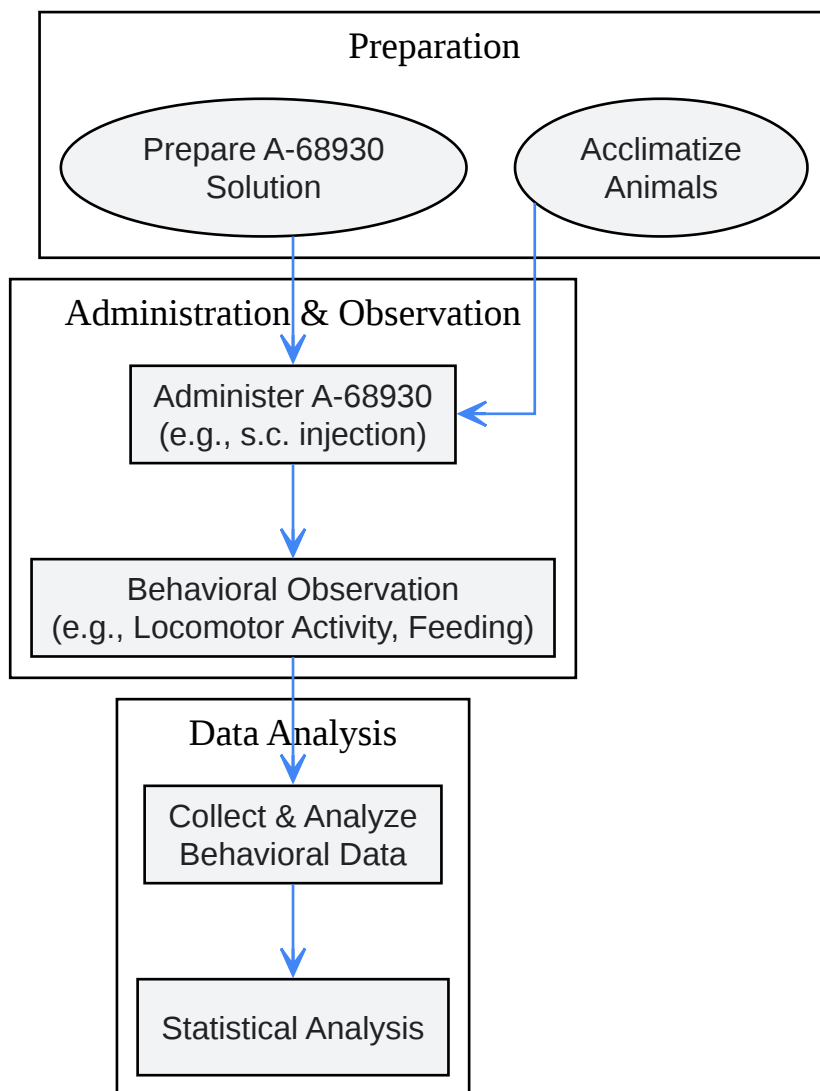 Preparation
Prepare A-68930
Solution
Acclimatize
Animals
Administration & Observation
Administer A-68930
(e.g., s.c. injection)
Behavioral Observation
(e.g., Locomotor Activity, Feeding)
Data Analysis
Collect & Analyze
Behavioral Data
Statistical Analysis